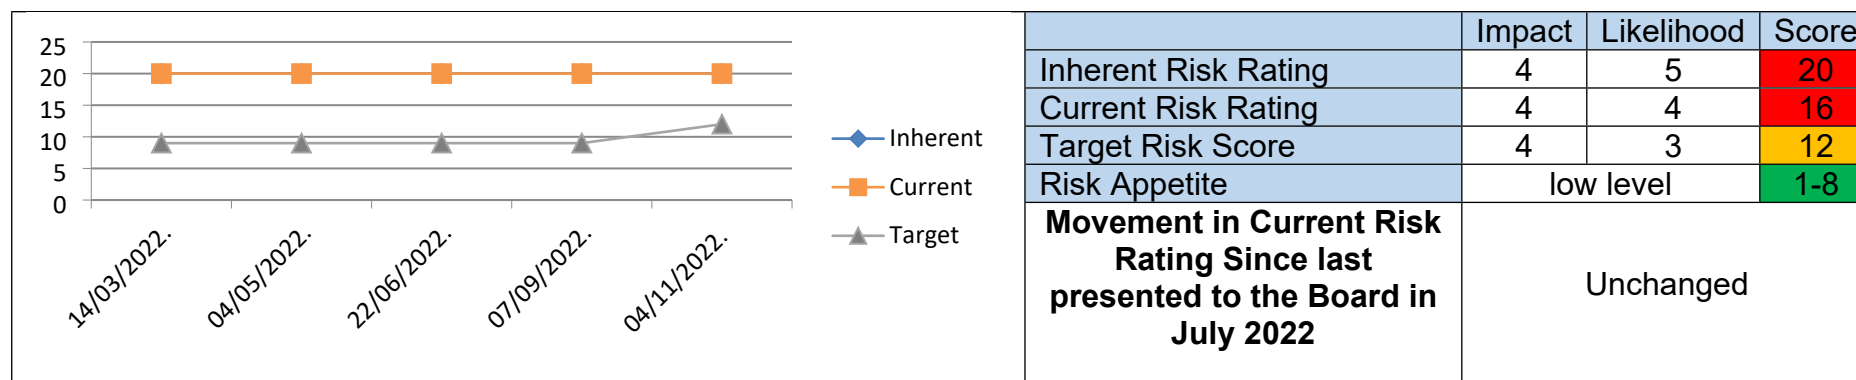 25
20
15
10
5
0
14/03/2022.
04/05/2022.
22/06/2022.
07/09/2022.
04/11/2022.
Inherent
Current
Target
Impact Likelihood Score
Inherent Risk Rating 4 5 20
Current Risk Rating 4 4 16
Target Risk Score 4 3 12
Risk Appetite low level 1-8
Movement in Current Risk
Rating Since last
presented to the Board in
July 2022
Unchanged